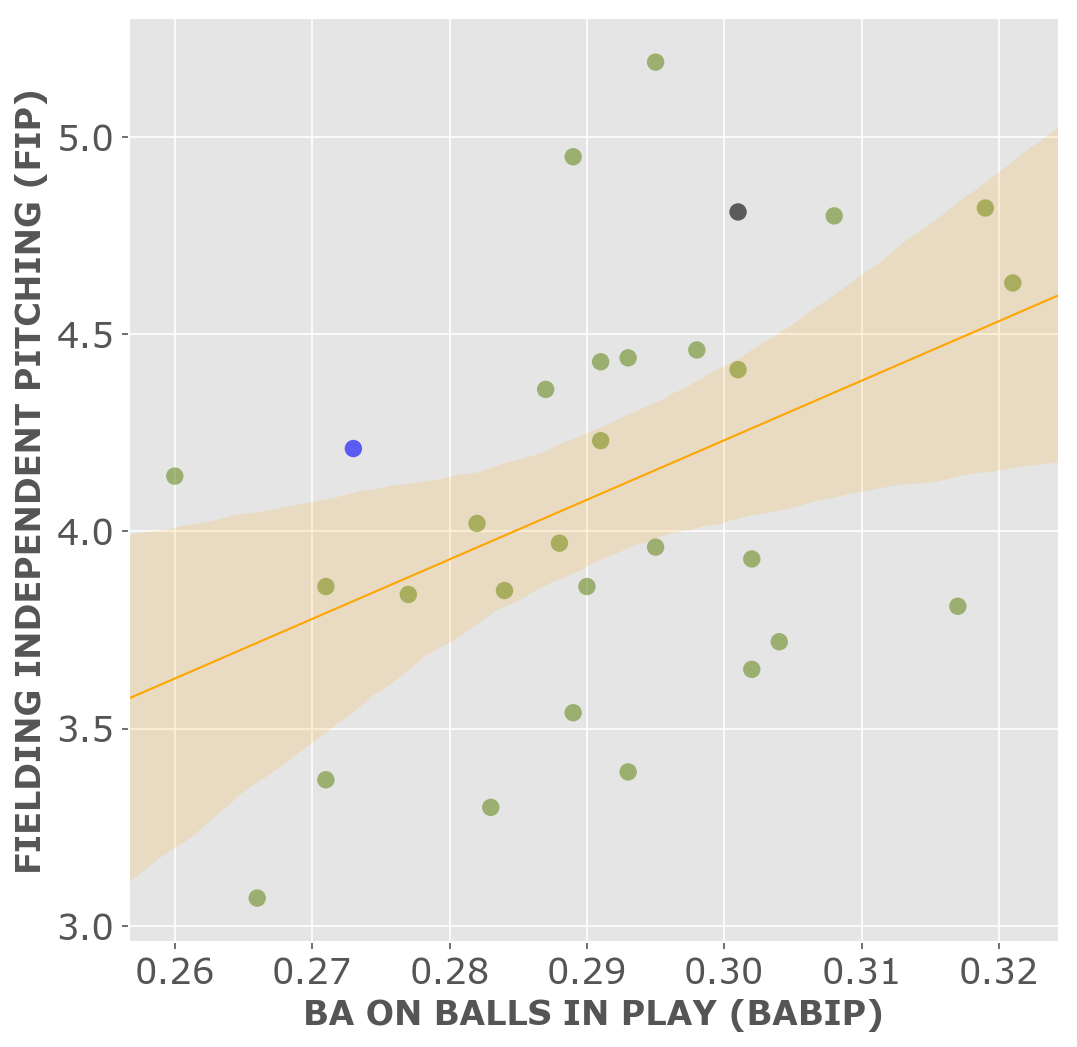 FIELDING INDEPENDENT PITCHING (FIP)
5.0
4.5
4.0
3.5
3.0
0.26 0.27 0.28 0.29 0.30 0.31 0.32
BA ON BALLS IN PLAY (BABIP)